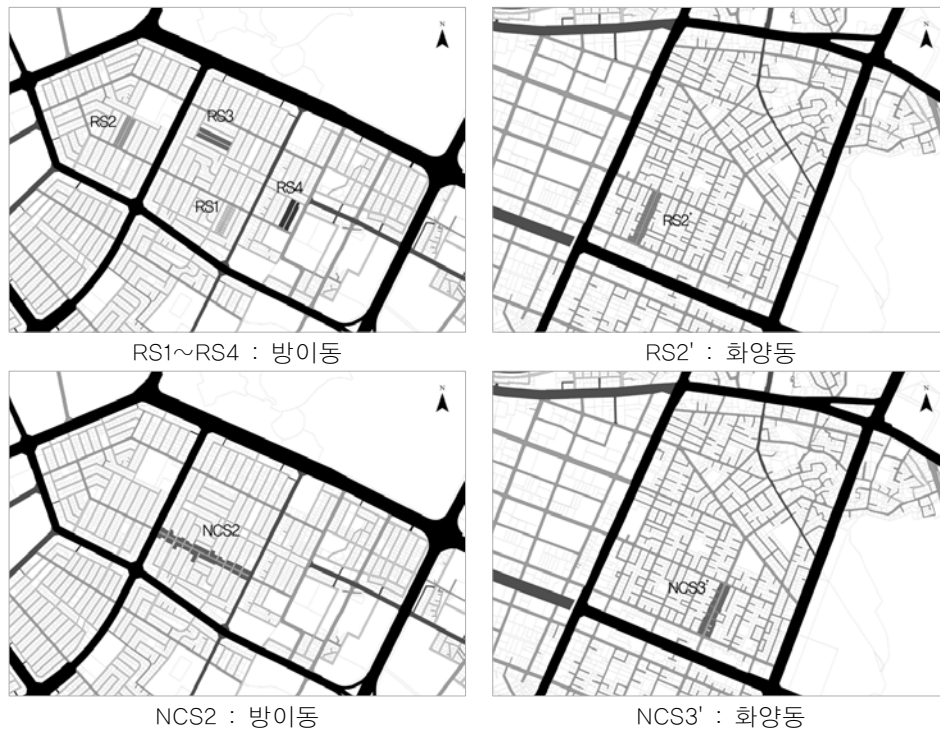 N
RS2
RS3
RS4
RS1
N
RS2'
RS1~RS4 : 방이동
RS2' : 화양동
N
NCS2
N
NCS3'
NCS2 : 방이동
NCS3' : 화양동